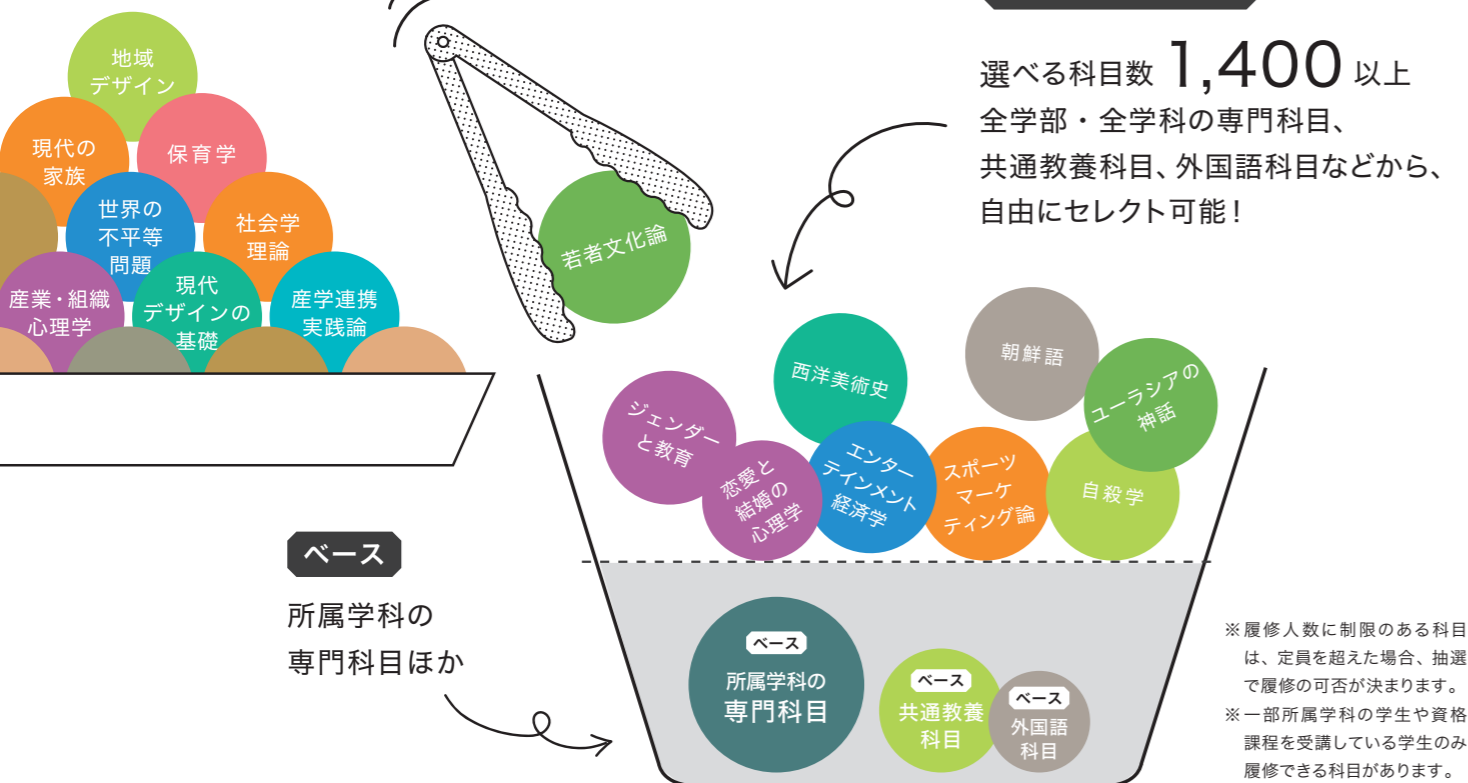 地域
デザイン
現代の
家族
保育学
世界の
不平等
問題
社会学
理論
産業・組織
心理学
現代
デザインの
基礎
産学連携
実践論
若者文化論
選べる科目数 1,400 以上
全学部・全学科の専門科目、
共通教養科目、外国語科目などから、
自由にセレクト可能！
西洋美術史
朝鮮語
ユーラシアの
神話
ジェンダー
と教育
恋愛と
結婚の
心理学
エンター
テインメント
経済学
スポーツ
マーケ
ティング論
自殺学
ベース
所属学科の
専門科目ほか
ベース
所属学科の
専門科目
ベース
共通教養
科目
ベース
外国語
科目
※履修人数に制限のある科目
は、定員を超えた場合、抽選
で履修の可否が決まります。
※一部所属学科の学生や資格
課程を受講している学生のみ
履修できる科目があります。